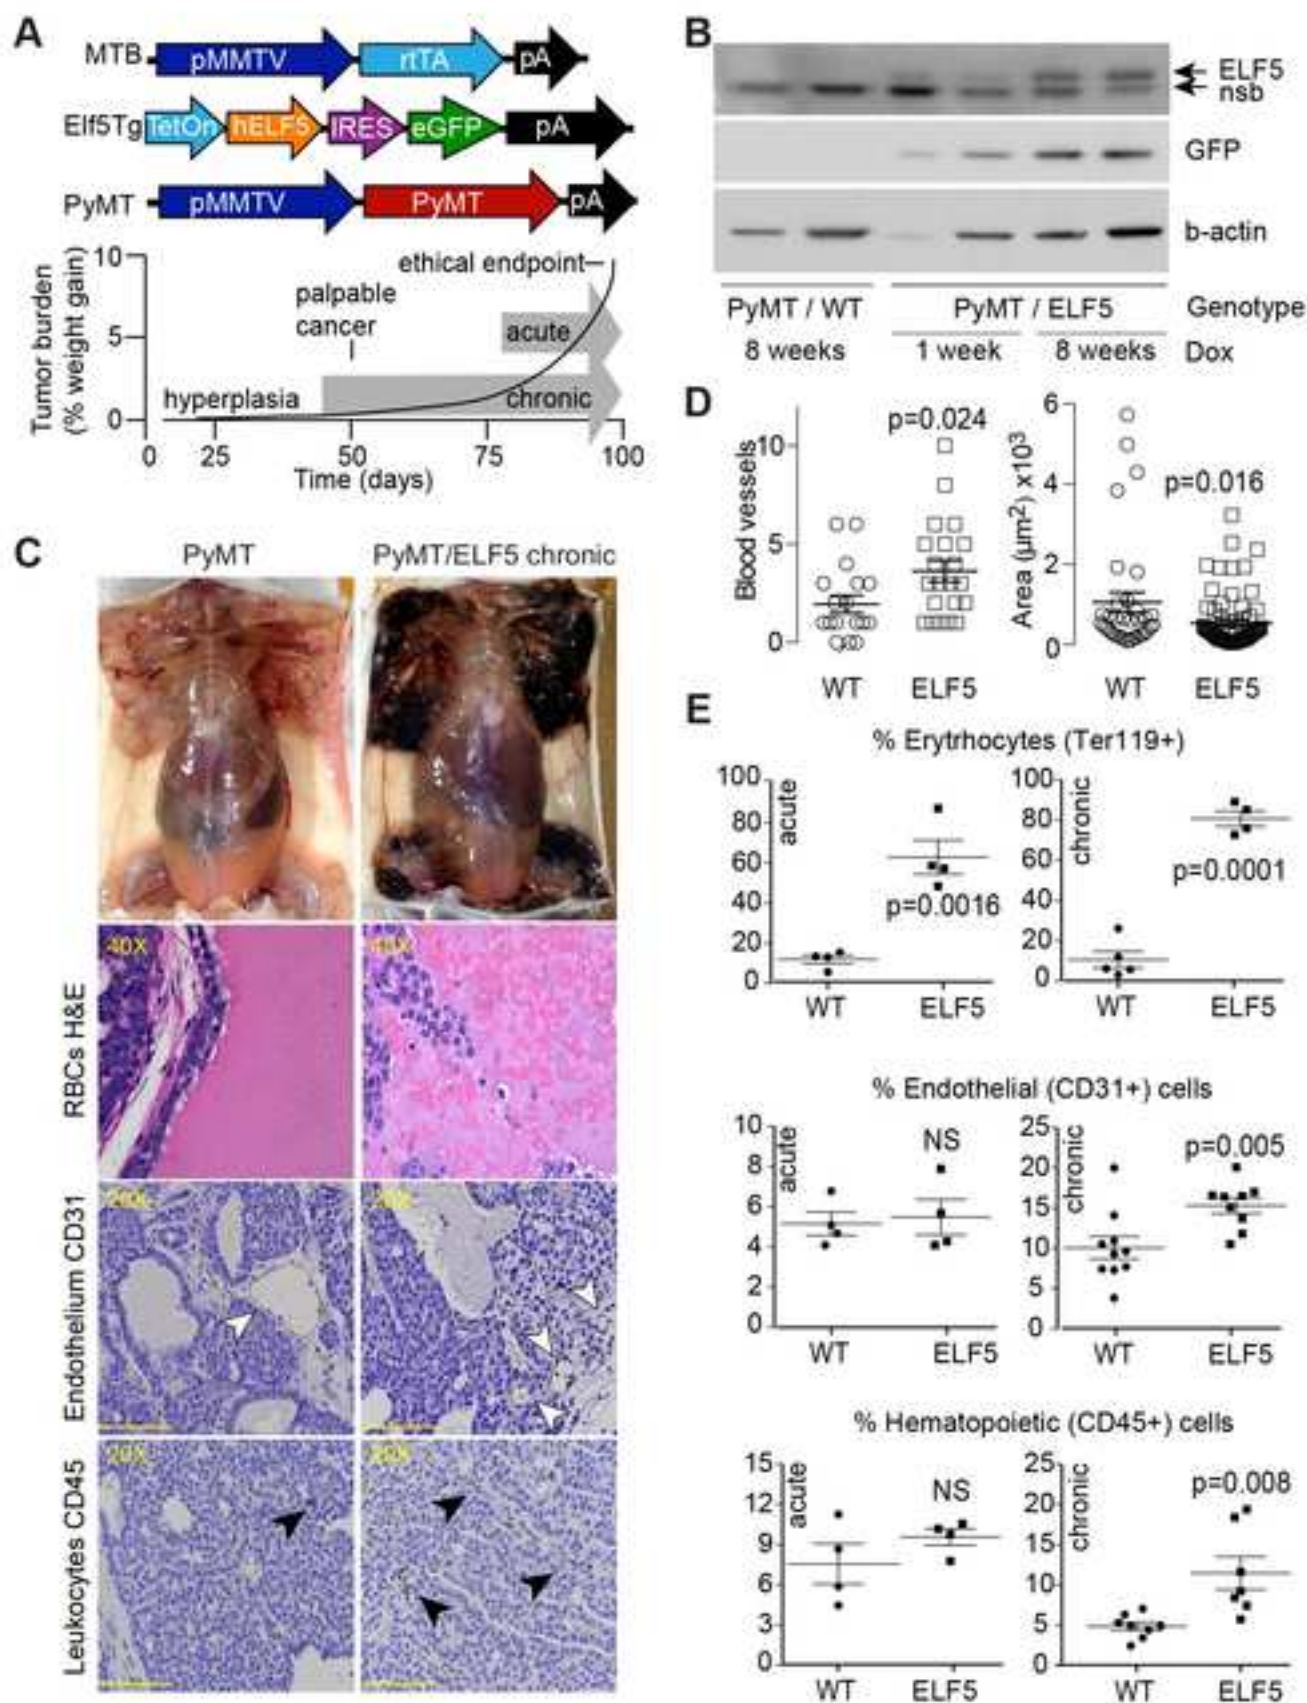 A
MTB pMMTV rtTA pA
Elf5Tg TetOn hELF5 IRES eGFP pA
PyMT pMMTV PyMT pA
Tumor burden
(% weight gain)
10
5
0
ethical endpoint
palpable
cancer
acute
hyperplasia
chronic
0 25 50 75 100
Time (days)
B
ELF5
nsb
GFP
b-actin
PyMT / WT PyMT / ELF5 Genotype
8 weeks 1 week 8 weeks Dox
C
PyMT PyMT/ELF5 chronic
RBCs H&E
40X 40X
Endothelium CD31
20X 20X
Leukocytes CD45
20X 20X
D
Blood vessels
10
5
0
p=0.024
WT ELF5
Area (µm2) x103
6
4
2
0
p=0.016
WT ELF5
E
% Erytrhocytes (Ter119+)
acute
100
80
60
40
20
0
p=0.0016
WT ELF5
chronic
100
80
60
40
20
0
p=0.0001
WT ELF5
% Endothelial (CD31+) cells
acute
10
8
6
4
2
0
NS
WT ELF5
chronic
25
20
15
10
5
0
p=0.005
WT ELF5
% Hematopoietic (CD45+) cells
acute
15
12
9
6
3
0
NS
WT ELF5
chronic
25
20
15
10
5
0
p=0.008
WT ELF5